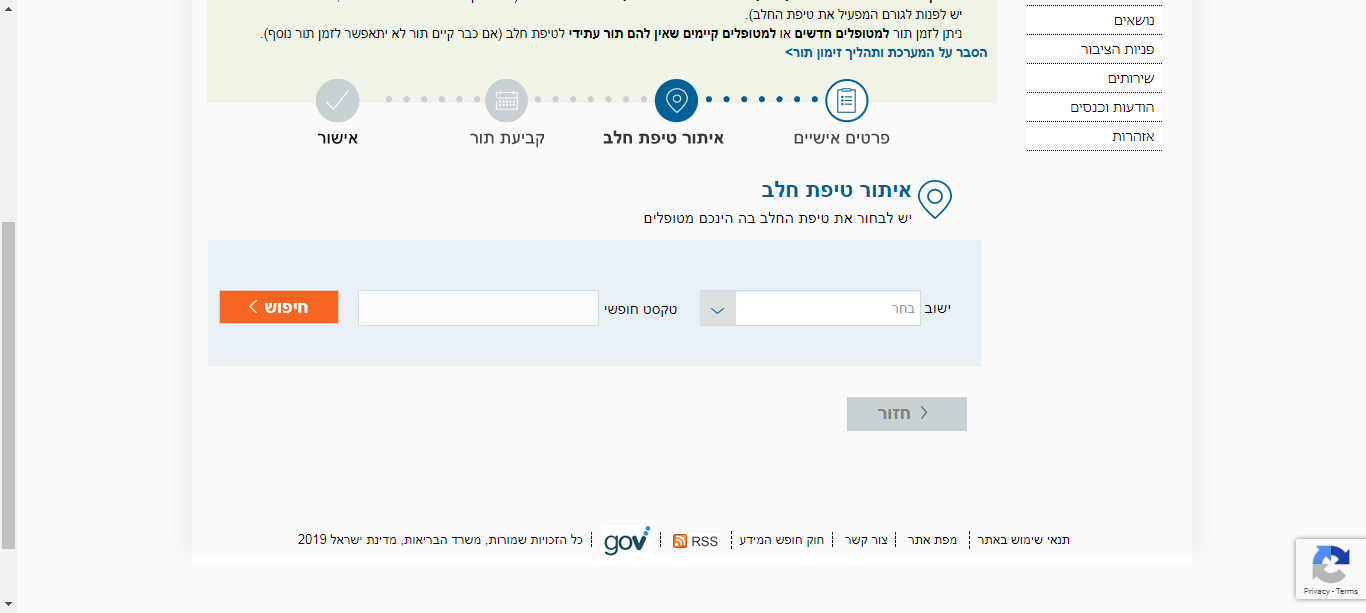 יש לפנות לגורם המפעיל את טיפת החלב).
ניתן לזמן תור למטופלים חדשים או למטופלים קיימים שאין להם תור עתידי לטיפת חלב (אם כבר קיים תור לא יתאפשר לזמן תור נוסף).
הסבר על המערכת ותהליך זימון תור>
נושאים
פניות הציבור
שירותים
הודעות וכנסים
אזהרות
פרטים אישיים
איתור טיפת חלב
קביעת תור
אישור
איתור טיפת חלב
יש לבחור את טיפת החלב בה הינכם מטופלים
ישוב
בחר
טקסט חופשי
חיפוש
חזור
תנאי שימוש באתר
מפת אתר
צור קשר
חוק חופש המידע
RSS
gov
כל הזכויות שמורות, משרד הבריאות, מדינת ישראל 2019
Privacy - Terms